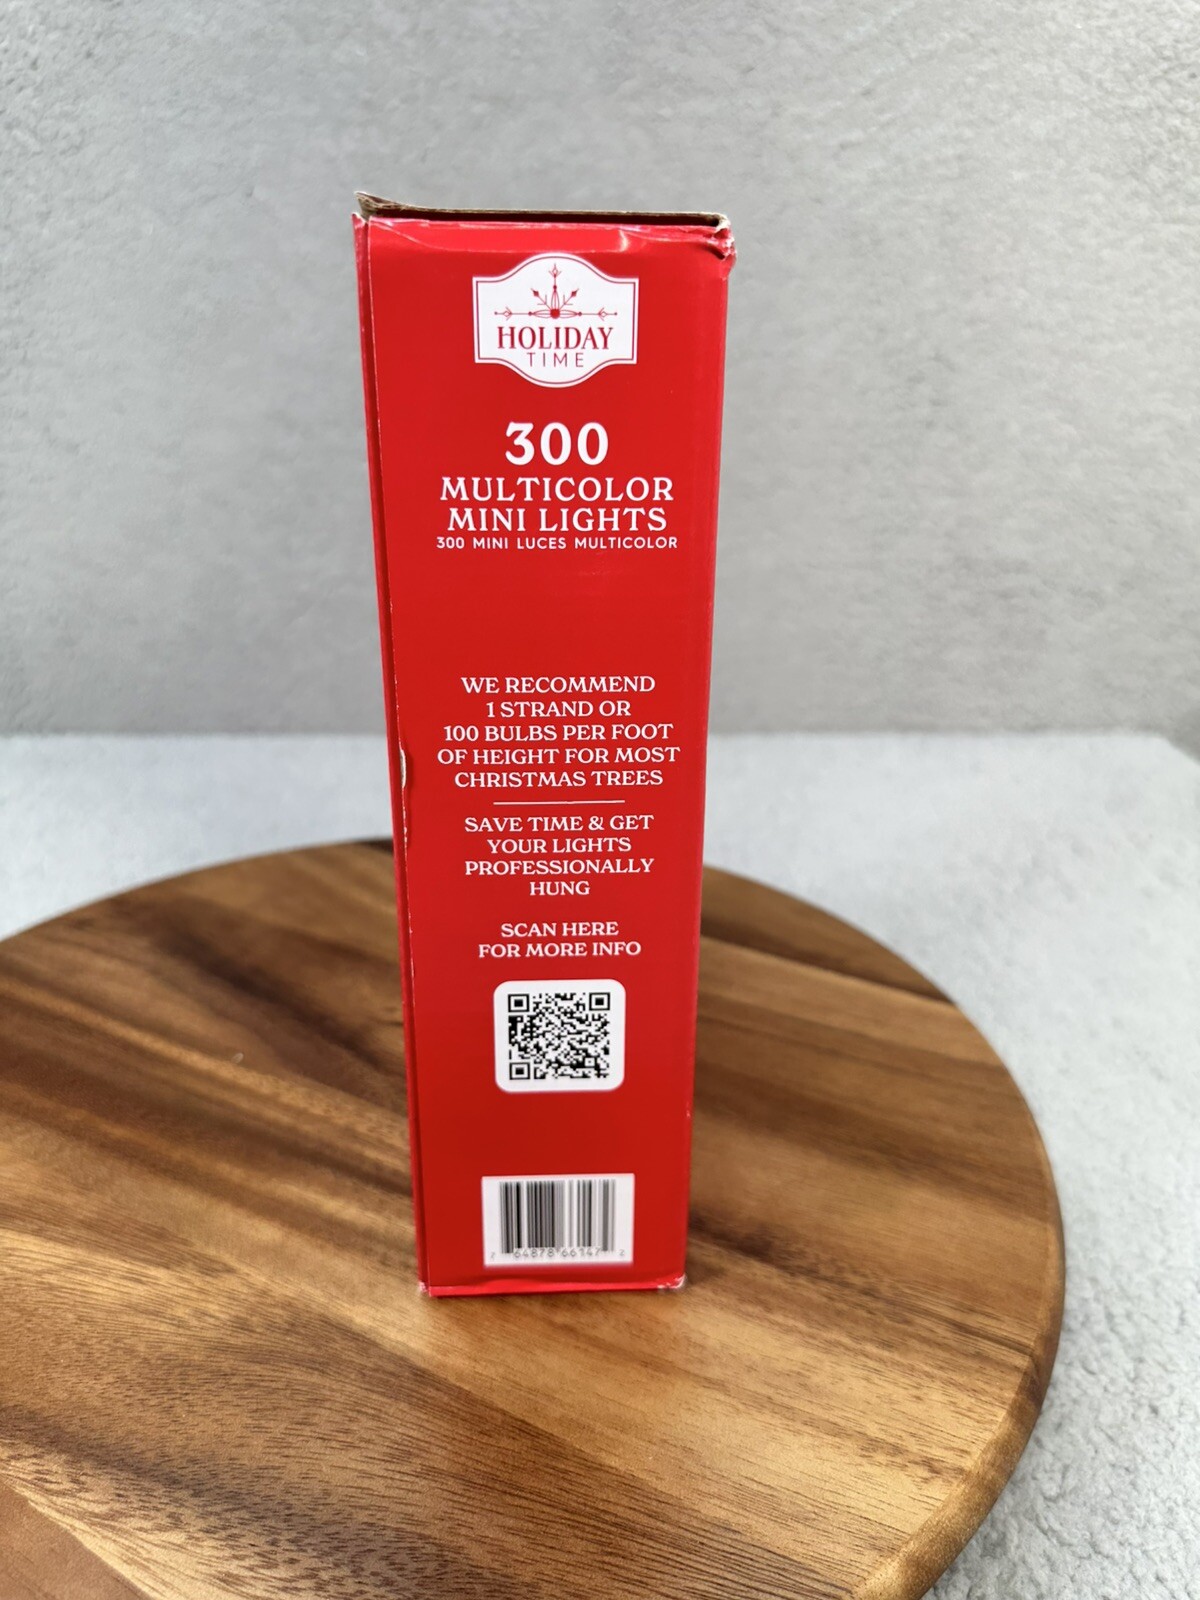 HOLIDAY
TIME
300
MULTICOLOR
MINI LIGHTS
300 MINI LUCES MULTICOLOR
WE RECOMMEND
1 STRAND OR
100 BULBS PER FOOT
OF HEIGHT FOR MOST
CHRISTMAS TREES
SAVE TIME & GET
YOUR LIGHTS
PROFESSIONALLY
HUNG
SCAN HERE
FOR MORE INFO